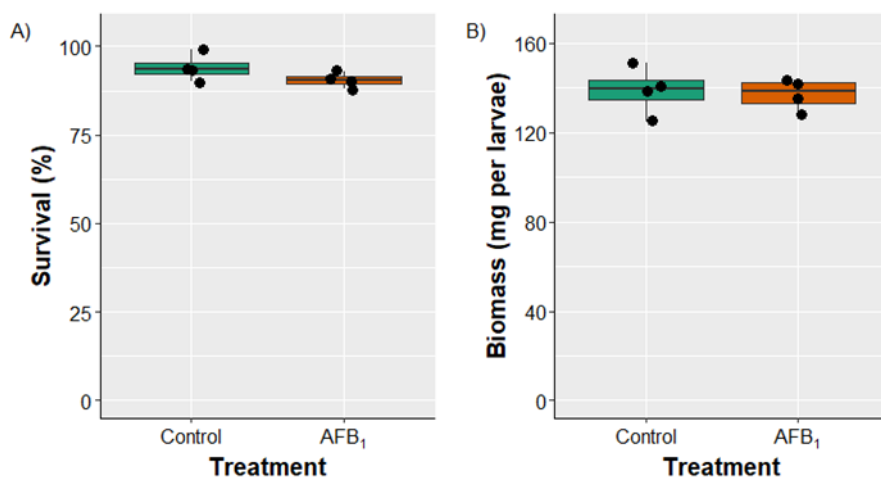 A)
Survival (%)
100
75
50
25
0
Control
AFB₁
Treatment
B)
Biomass (mg per larvae)
160
120
80
40
0
Control
AFB₁
Treatment